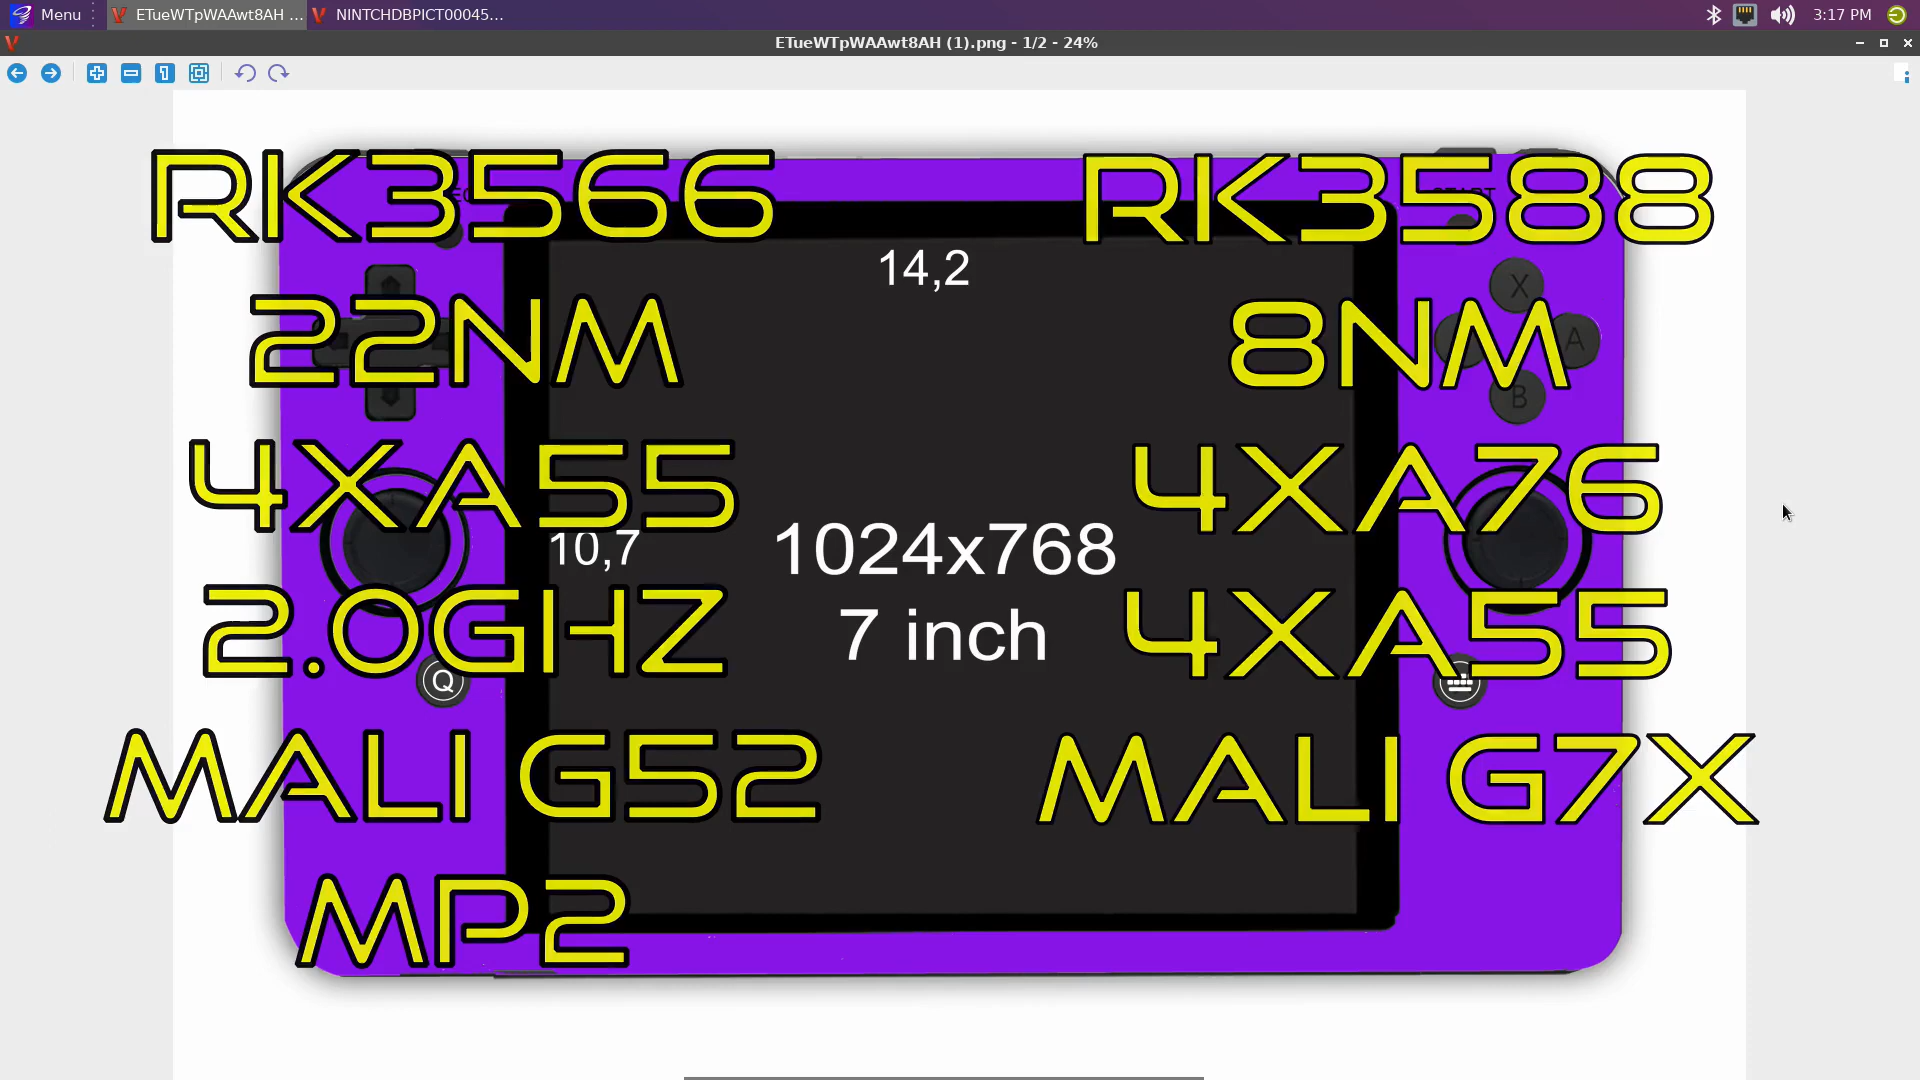 Menu
ETueWTpWAAwt8AH ...
NINTCHDBPICT00045...
3:17 PM
ETueWTpWAAwt8AH (1).png - 1/2 - 24%
RK3566
RK3588
14,2
X
22NM
8NM
A
B
4XA55
4XA76
10,7
1024x768
2.0GHZ
7 inch
4XA55
Q
MALI G52
MALI G7X
MP2